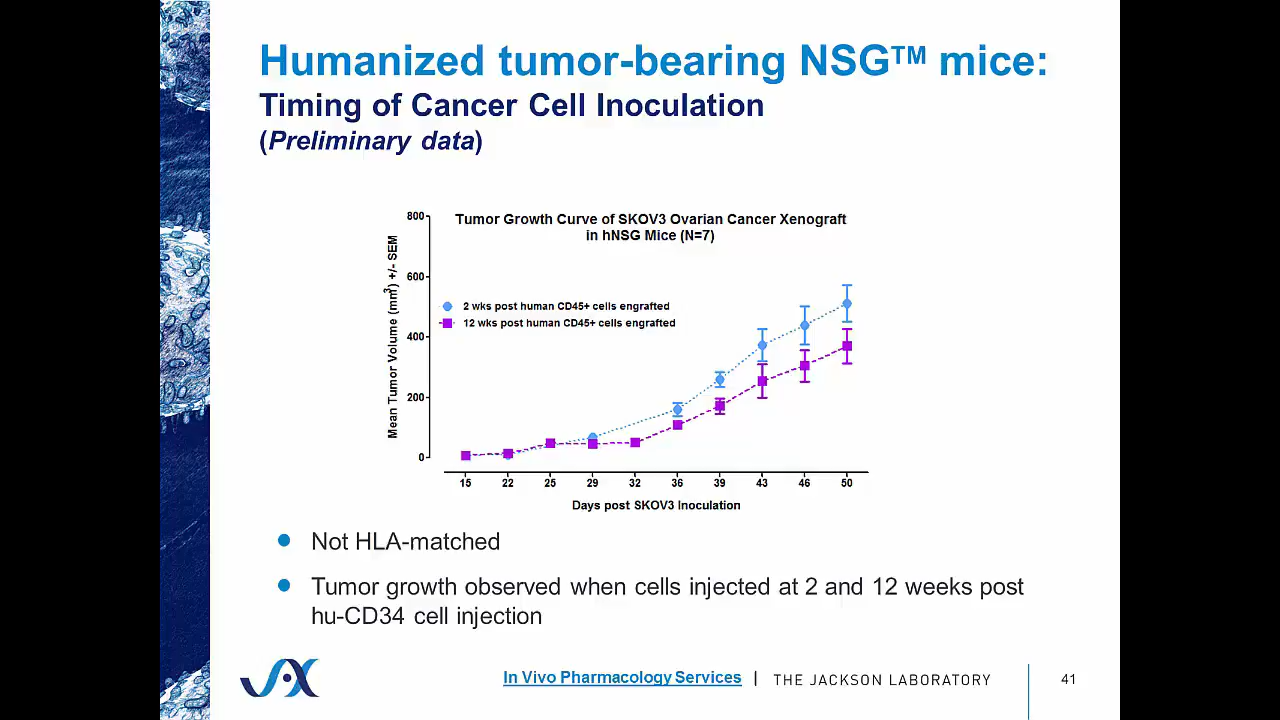 Humanized tumor-bearing NSG™ mice:
Timing of Cancer Cell Inoculation
(Preliminary data)
Tumor Growth Curve of SKOV3 Ovarian Cancer Xenograft
in hNSG Mice (N=7)
Mean Tumor Volume (mm³) +/- SEM
800
600
400
200
0
2 wks post human CD45+ cells engrafted
12 wks post human CD45+ cells engrafted
15 22 25 29 32 36 39 43 46 50
Days post SKOV3 Inoculation
Not HLA-matched
Tumor growth observed when cells injected at 2 and 12 weeks post
hu-CD34 cell injection
JAX
In Vivo Pharmacology Services | THE JACKSON LABORATORY
41